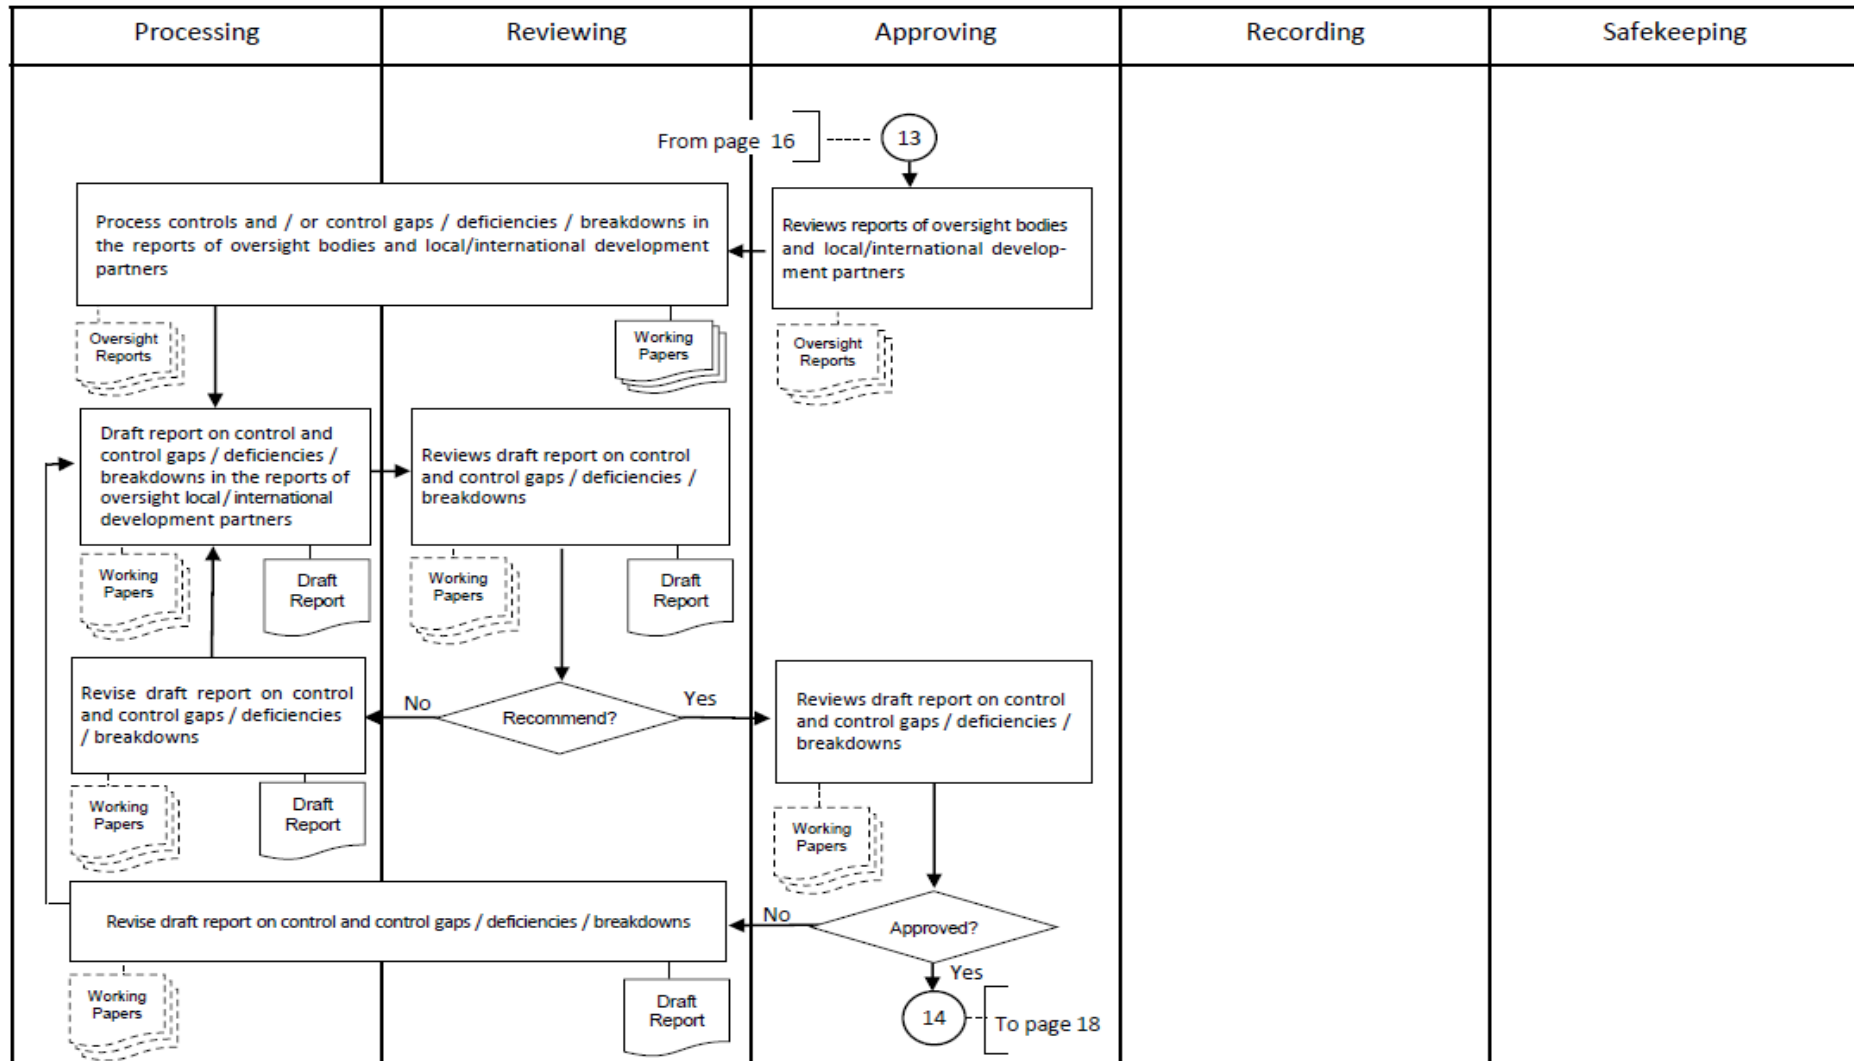 Processing
Reviewing
Approving
Recording
Safekeeping
From page 16
13
Process controls and / or control gaps / deficiencies / breakdowns in
the reports of oversight bodies and local/international development
partners
Reviews reports of oversight bodies
and local/international develop-
ment partners
Oversight
Reports
Working
Papers
Oversight
Reports
Draft report on control and
control gaps / deficiencies /
breakdowns in the reports of
oversight local / international
development partners
Reviews draft report on control
and control gaps / deficiencies /
breakdowns
Working
Papers
Draft
Report
Working
Papers
Draft
Report
Revise draft report on control
and control gaps / deficiencies
/ breakdowns
No
Recommend?
Yes
Reviews draft report on control
and control gaps / deficiencies /
breakdowns
Working
Papers
Draft
Report
Working
Papers
Revise draft report on control and control gaps / deficiencies / breakdowns
No
Approved?
Yes
Working
Papers
Draft
Report
14
To page 18